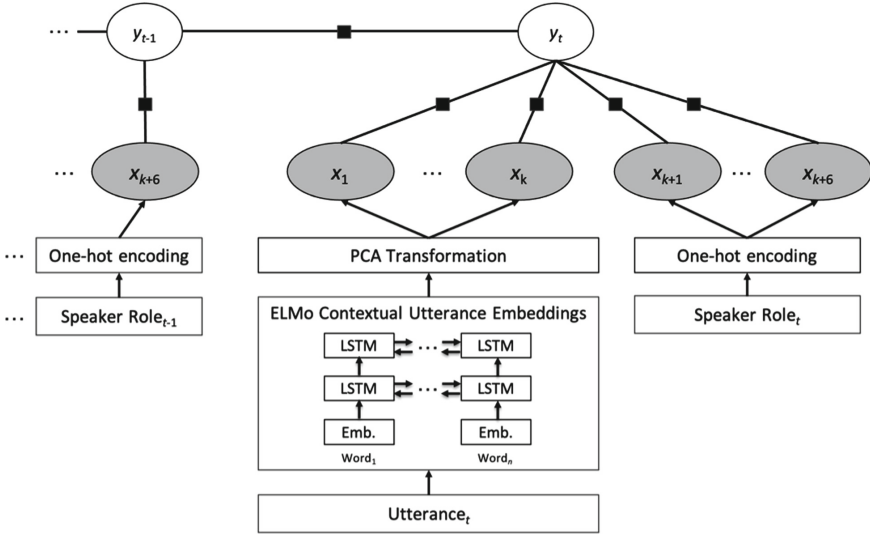 ... y_{t-1} y_t
... x_{k+6} x_1 ... x_k x_{k+1} ... x_{k+6}
... One-hot encoding PCA Transformation One-hot encoding
... Speaker Role_{t-1} ELMo Contextual Utterance Embeddings Speaker Role_t
LSTM ... LSTM
LSTM ... LSTM
Emb. Emb.
Word_1 Word_n
Utterance_t